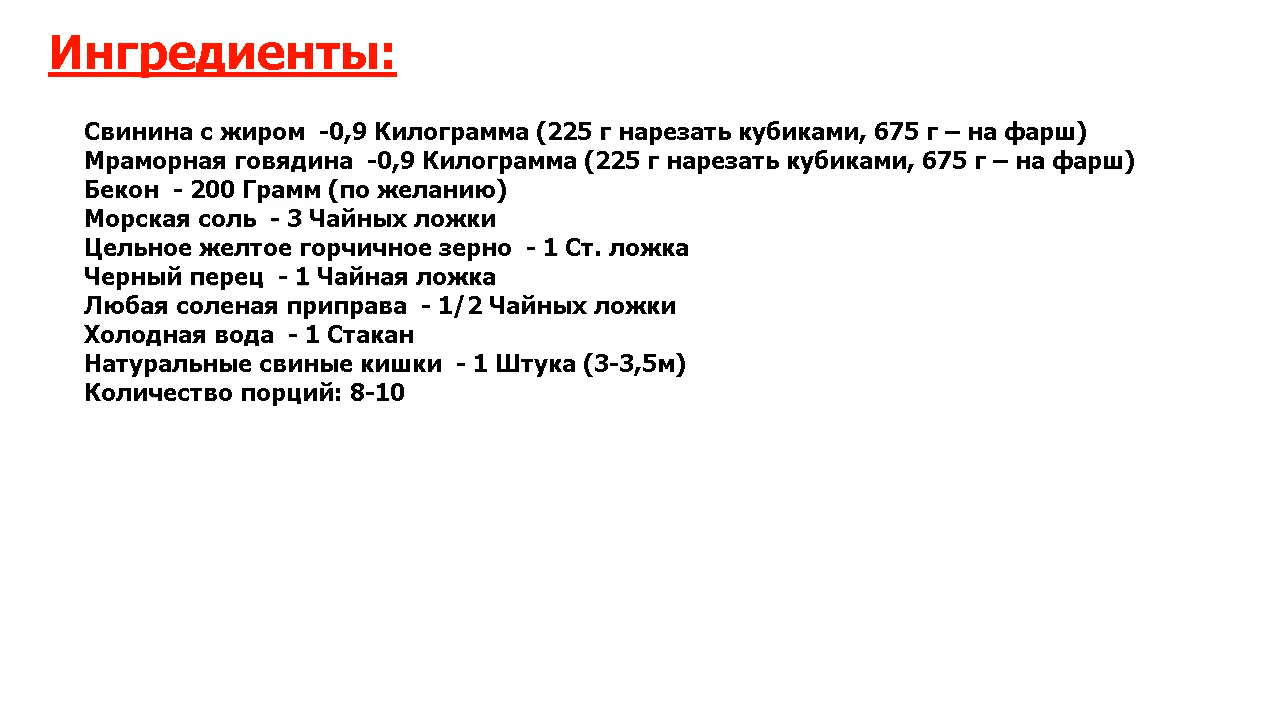 Ингредиенты:
Свинина с жиром  -0,9 Килограмма (225 г нарезать кубиками, 675 г – на фарш)
Мраморная говядина  -0,9 Килограмма (225 г нарезать кубиками, 675 г – на фарш)
Бекон  - 200 Грамм (по желанию)
Морская соль  - 3 Чайных ложки
Цельное желтое горчичное зерно  - 1 Ст. ложка
Черный перец  - 1 Чайная ложка
Любая соленая приправа  - 1/2 Чайных ложки
Холодная вода  - 1 Стакан
Натуральные свиные кишки  - 1 Штука (3-3,5м)
Количество порций: 8-10